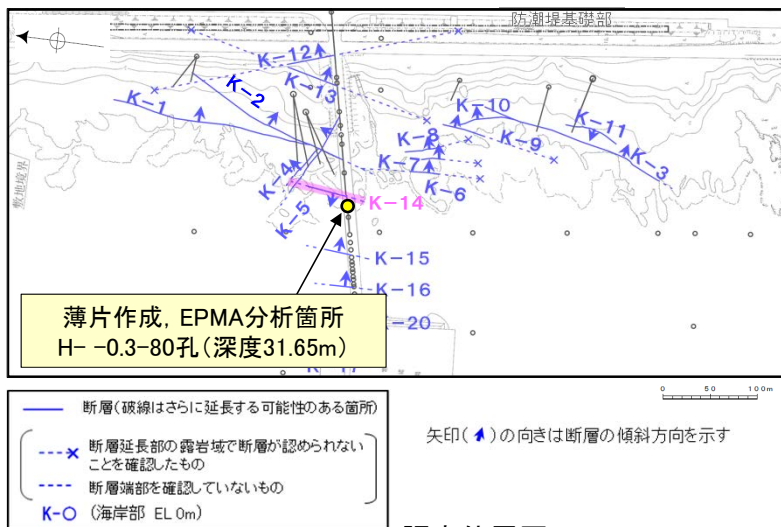 防潮堤基礎部
K-12
K-13
K-2
K-1
K-10
K-11
K-8
K-9
K-7
K-3
K-4
K-6
K-5
K-14
敷地境界
K-15
K-16
K-20
薄片作成，EPMA分析箇所
H- -0.3-80孔（深度31.65m）
0 50 100m
断層（破線はさらに延長する可能性のある箇所）
断層延長部の露岩域で断層が認められない
ことを確認したもの
断層端部を確認していないもの
K-○ （海岸部 EL 0m）
矢印（ ）の向きは断層の傾斜方向を示す